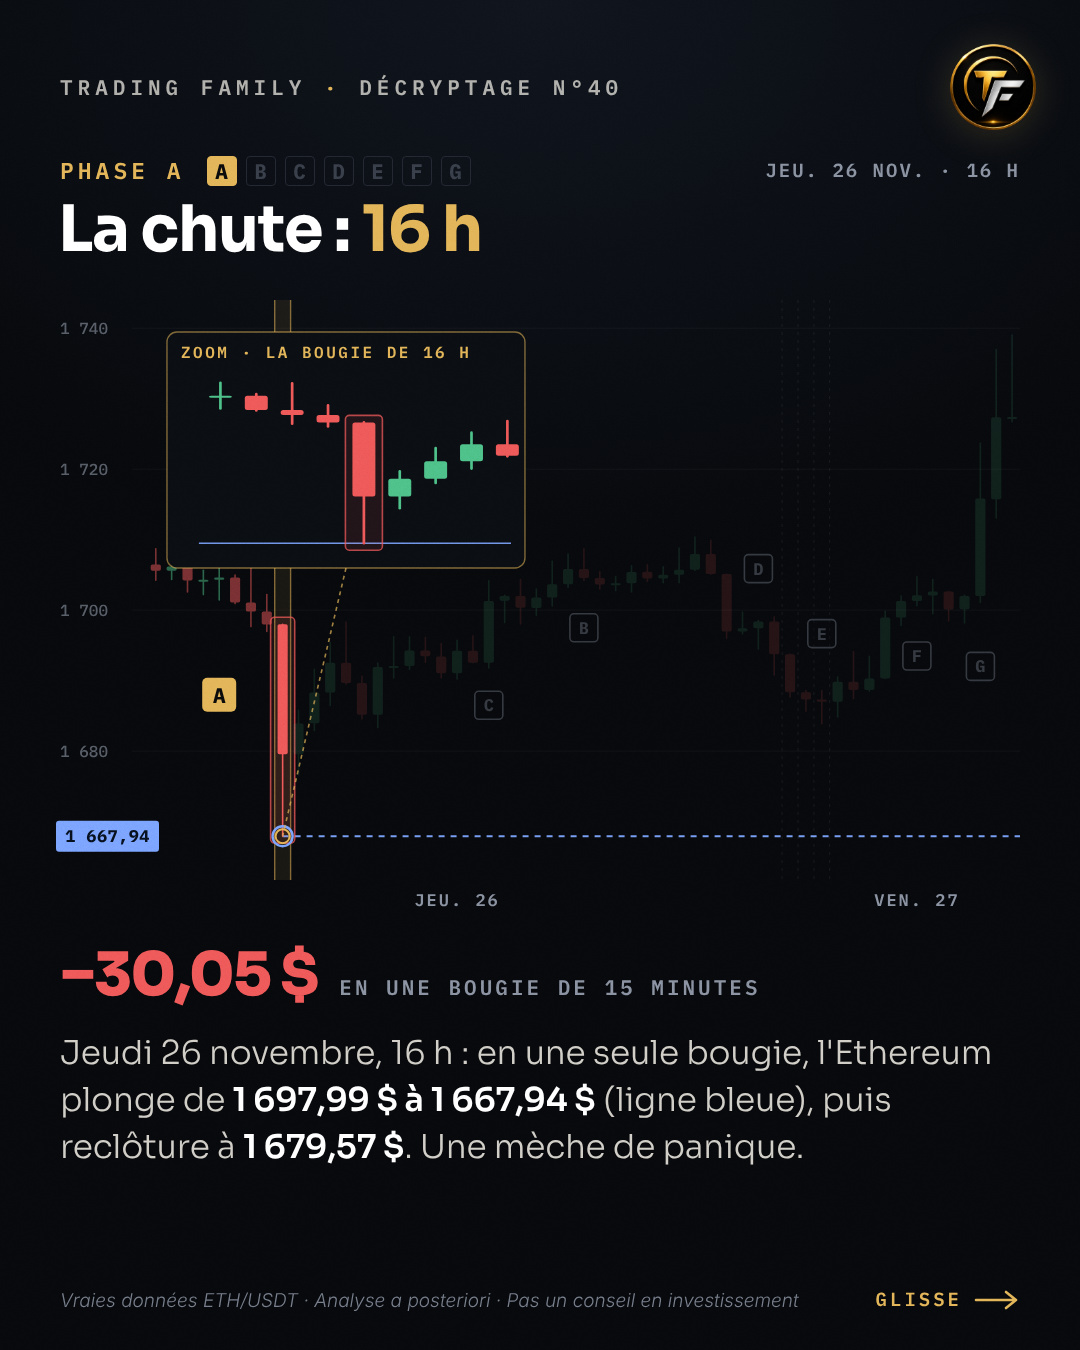 TRADING FAMILY · DÉCRYPTAGE N°40
TF
PHASE A A B C D E F G
JEU. 26 NOV. · 16 H
La chute : 16 h
1 740
ZOOM · LA BOUGIE DE 16 H
1 720
D
1 700
B
E
F
G
A
C
1 680
1 667,94
JEU. 26
VEN. 27
−30,05 $ EN UNE BOUGIE DE 15 MINUTES
Jeudi 26 novembre, 16 h : en une seule bougie, l'Ethereum
plonge de 1 697,99 $ à 1 667,94 $ (ligne bleue), puis
reclôture à 1 679,57 $. Une mèche de panique.
Vraies données ETH/USDT · Analyse a posteriori · Pas un conseil en investissement
GLISSE →